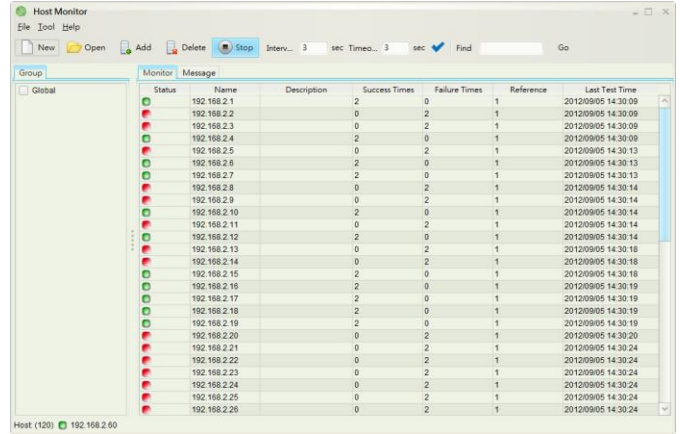 Host Monitor
File Tool Help
New Open Add Delete Stop Interv... 3 sec Timeo... 3 sec Find Go
Group Monitor Message
Global
Status Name Description Success Times Failure Times Reference Last Test Time
192.168.2.1 2 0 1 2012/09/05 14:30:09
192.168.2.2 0 2 1 2012/09/05 14:30:09
192.168.2.3 0 2 1 2012/09/05 14:30:09
192.168.2.4 2 0 1 2012/09/05 14:30:09
192.168.2.5 0 2 1 2012/09/05 14:30:13
192.168.2.6 2 0 1 2012/09/05 14:30:13
192.168.2.7 2 0 1 2012/09/05 14:30:13
192.168.2.8 0 2 1 2012/09/05 14:30:14
192.168.2.9 0 2 1 2012/09/05 14:30:14
192.168.2.10 2 0 1 2012/09/05 14:30:14
192.168.2.11 0 2 1 2012/09/05 14:30:14
192.168.2.12 2 0 1 2012/09/05 14:30:14
192.168.2.13 0 2 1 2012/09/05 14:30:18
192.168.2.14 0 2 1 2012/09/05 14:30:18
192.168.2.15 2 0 1 2012/09/05 14:30:18
192.168.2.16 2 0 1 2012/09/05 14:30:19
192.168.2.17 2 0 1 2012/09/05 14:30:19
192.168.2.18 2 0 1 2012/09/05 14:30:19
192.168.2.19 2 0 1 2012/09/05 14:30:19
192.168.2.20 0 2 1 2012/09/05 14:30:20
192.168.2.21 0 2 1 2012/09/05 14:30:24
192.168.2.22 0 2 1 2012/09/05 14:30:24
192.168.2.23 0 2 1 2012/09/05 14:30:24
192.168.2.24 0 2 1 2012/09/05 14:30:24
192.168.2.25 0 2 1 2012/09/05 14:30:24
192.168.2.26 0 2 1 2012/09/05 14:30:24
Host: (120) 192.168.2.60